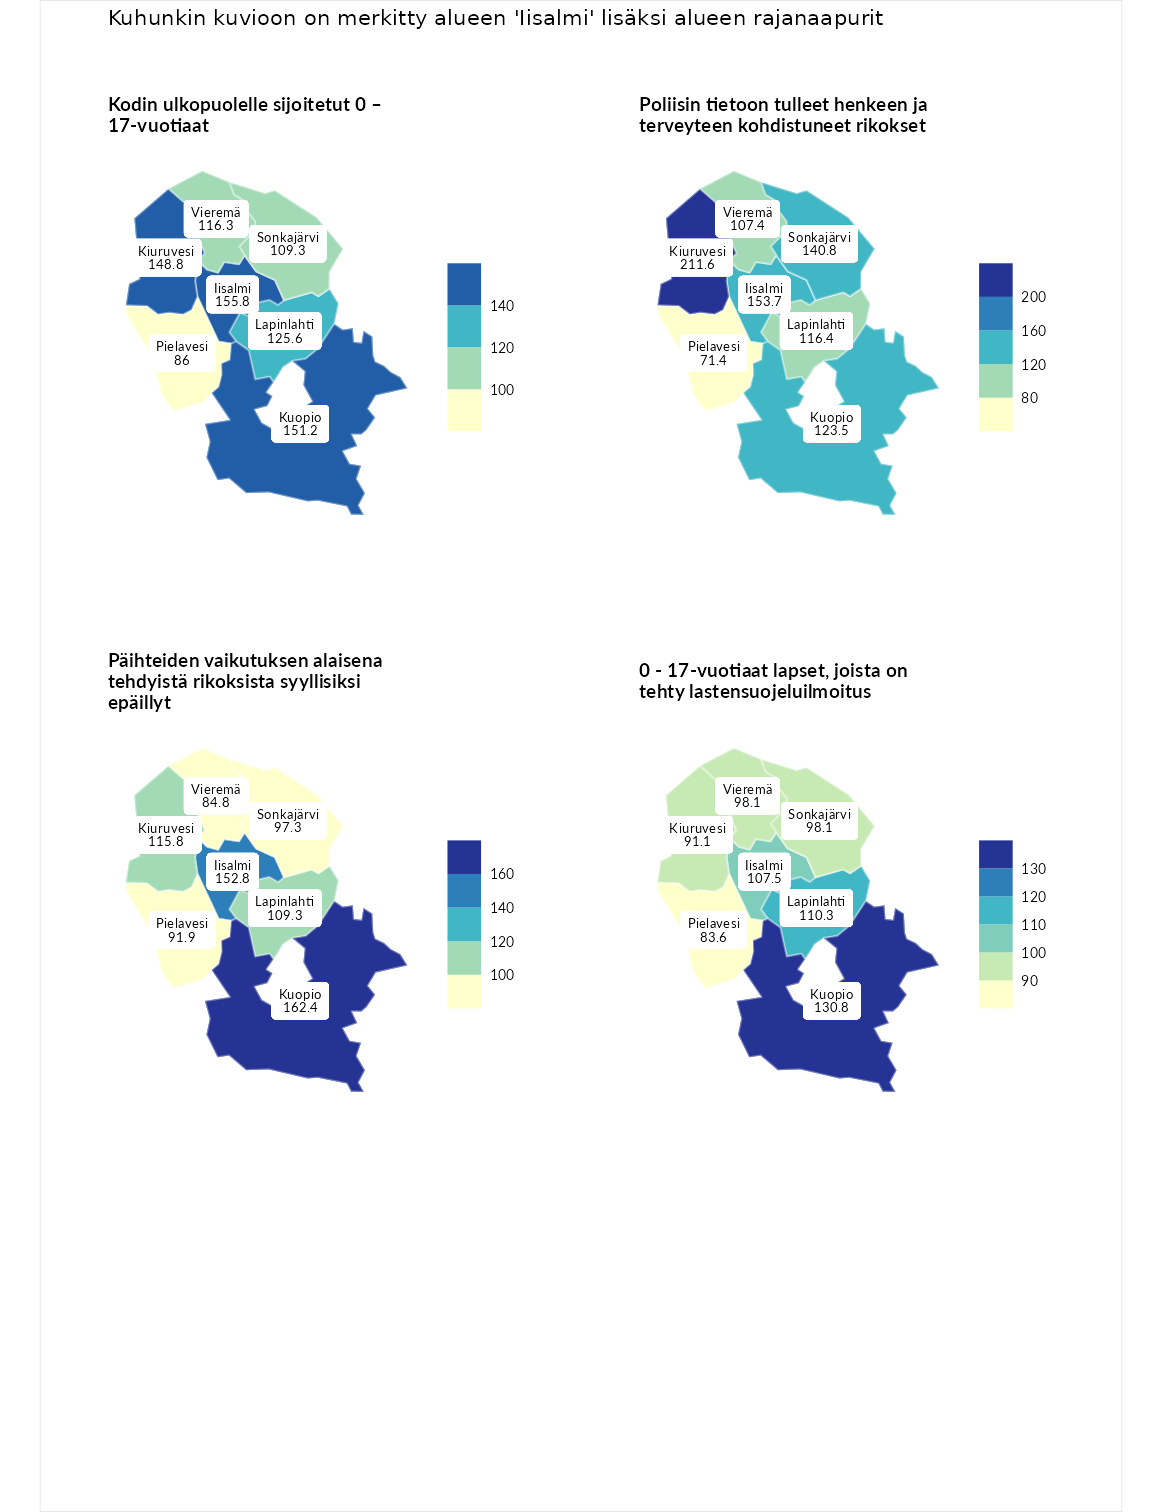 Kuhunkin kuvioon on merkitty alueen 'Iisalmi' lisäksi alueen rajanaapurit
Kodin ulkopuolelle sijoitetut 0 –
17-vuotiaat
Vieremä
116.3
Sonkajärvi
109.3
Kiuruvesi
148.8
Iisalmi
155.8
Lapinlahti
125.6
Pielavesi
86
Kuopio
151.2
140
120
100
Poliisin tietoon tulleet henkeen ja
terveyteen kohdistuneet rikokset
Vieremä
107.4
Sonkajärvi
140.8
Kiuruvesi
211.6
Iisalmi
153.7
Lapinlahti
116.4
Pielavesi
71.4
Kuopio
123.5
200
160
120
80
Päihteiden vaikutuksen alaisena
tehdyistä rikoksista syyllisiksi
epäillyt
Vieremä
84.8
Sonkajärvi
97.3
Kiuruvesi
115.8
Iisalmi
152.8
Lapinlahti
109.3
Pielavesi
91.9
Kuopio
162.4
160
140
120
100
0 - 17-vuotiaat lapset, joista on
tehty lastensuojeluilmoitus
Vieremä
98.1
Sonkajärvi
98.1
Kiuruvesi
91.1
Iisalmi
107.5
Lapinlahti
110.3
Pielavesi
83.6
Kuopio
130.8
130
120
110
100
90